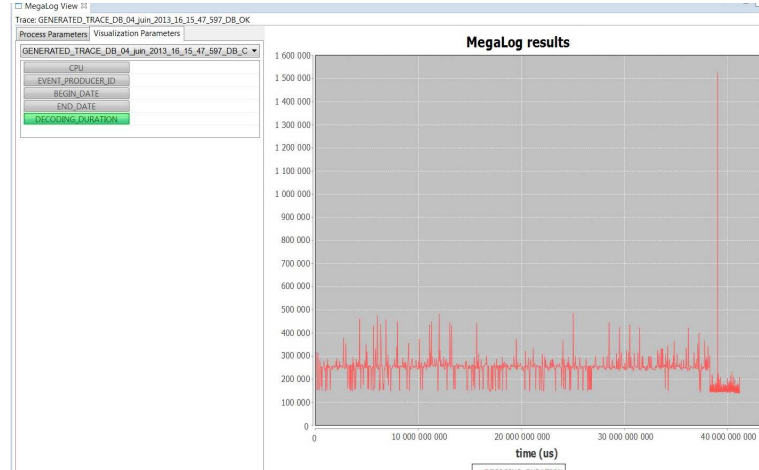 MegaLog View
Trace: GENERATED_TRACE_DB_04_juin_2013_16_15_47_597_DB_OK
Process Parameters Visualization Parameters
GENERATED_TRACE_DB_04_juin_2013_16_15_47_597_DB_C
CPU
EVENT_PRODUCER_ID
BEGIN_DATE
END_DATE
DECODING_DURATION
MegaLog results
1 600 000
1 500 000
1 400 000
1 300 000
1 200 000
1 100 000
1 000 000
900 000
800 000
700 000
600 000
500 000
400 000
300 000
200 000
100 000
0
0 10 000 000 000 20 000 000 000 30 000 000 000 40 000 000 000
time (us)